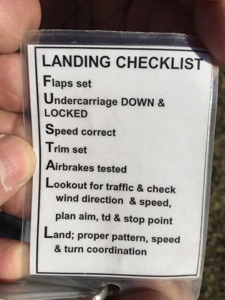 LANDING CHECKLIST
Flaps set
Undercarriage DOWN &
LOCKED
Speed correct
Trim set
Airbrakes tested
Lookout for traffic & check
wind direction & speed,
plan aim, td & stop point
Land; proper pattern, speed
& turn coordination